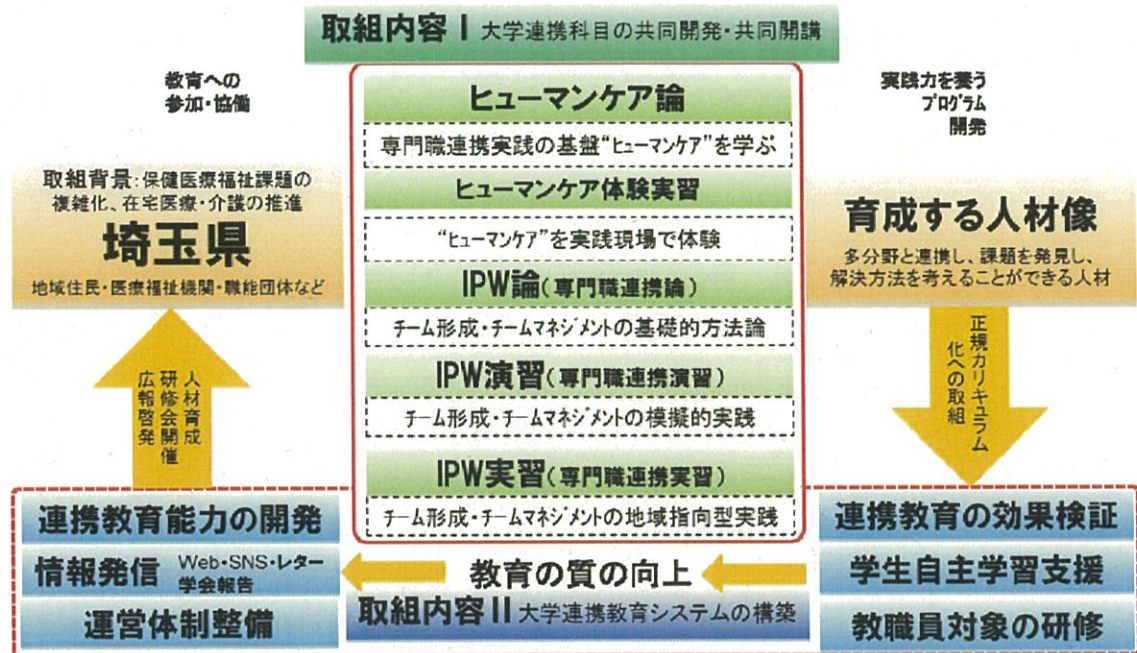 取組内容Ⅰ 大学連携科目の共同開発・共同開講
教育への
参加・協働
取組背景:保健医療福祉課題の
複雑化、在宅医療・介護の推進
埼玉県
地域住民・医療福祉機関・職能団体など
人材育成
研修会開催
広報啓発
ヒューマンケア論
専門職連携実践の基盤“ヒューマンケア”を学ぶ
ヒューマンケア体験実習
“ヒューマンケア”を実践現場で体験
IPW論(専門職連携論)
チーム形成・チームマネジメントの基礎的方法論
IPW演習(専門職連携演習)
チーム形成・チームマネジメントの模擬的実践
IPW実習(専門職連携実習)
チーム形成・チームマネジメントの地域指向型実践
実践力を養う
プログラム
開発
育成する人材像
多分野と連携し、課題を発見し、
解決方法を考えることができる人材
正規カリキュラム
化への取組
連携教育能力の開発
情報発信 Web・SNS・レター
学会報告
運営体制整備
教育の質の向上
取組内容Ⅱ 大学連携教育システムの構築
連携教育の効果検証
学生自主学習支援
教職員対象の研修